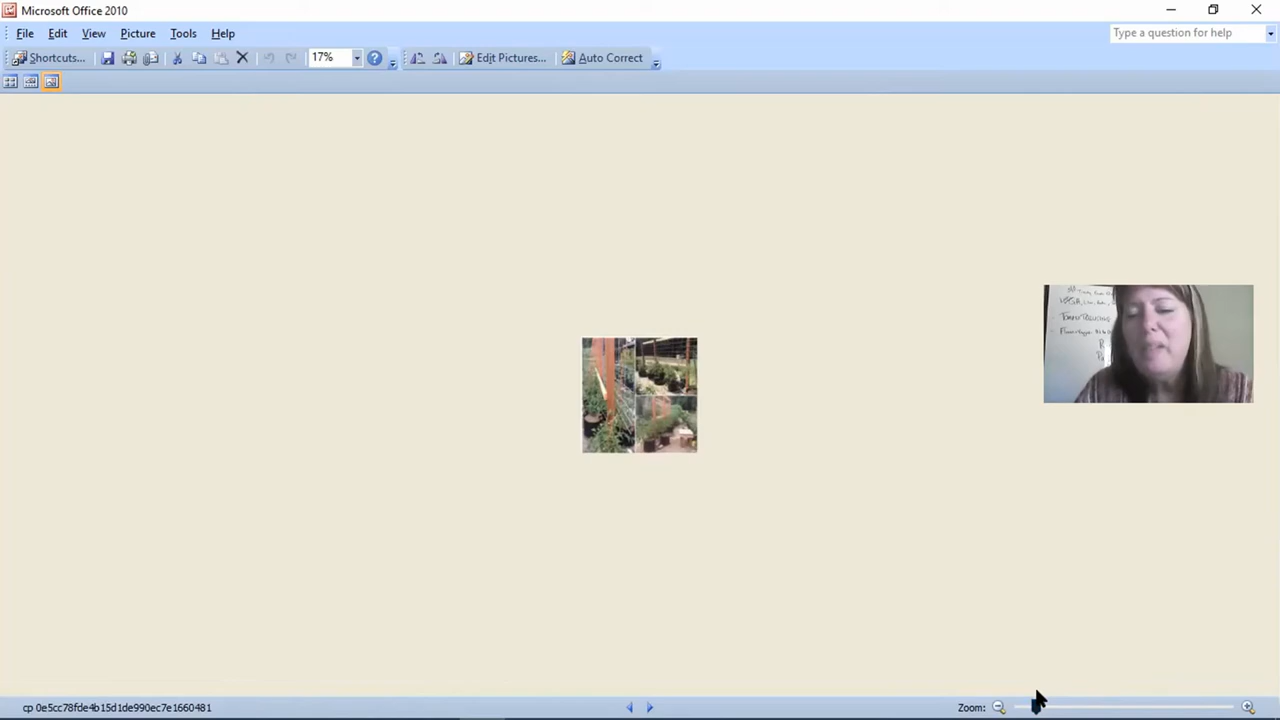 Microsoft Office 2010
File Edit View Picture Tools Help
Type a question for help
Shortcuts... 17% Edit Pictures... Auto Correct
cp 0e5cc78fde4b15d1de990ec7e1660481
Zoom: